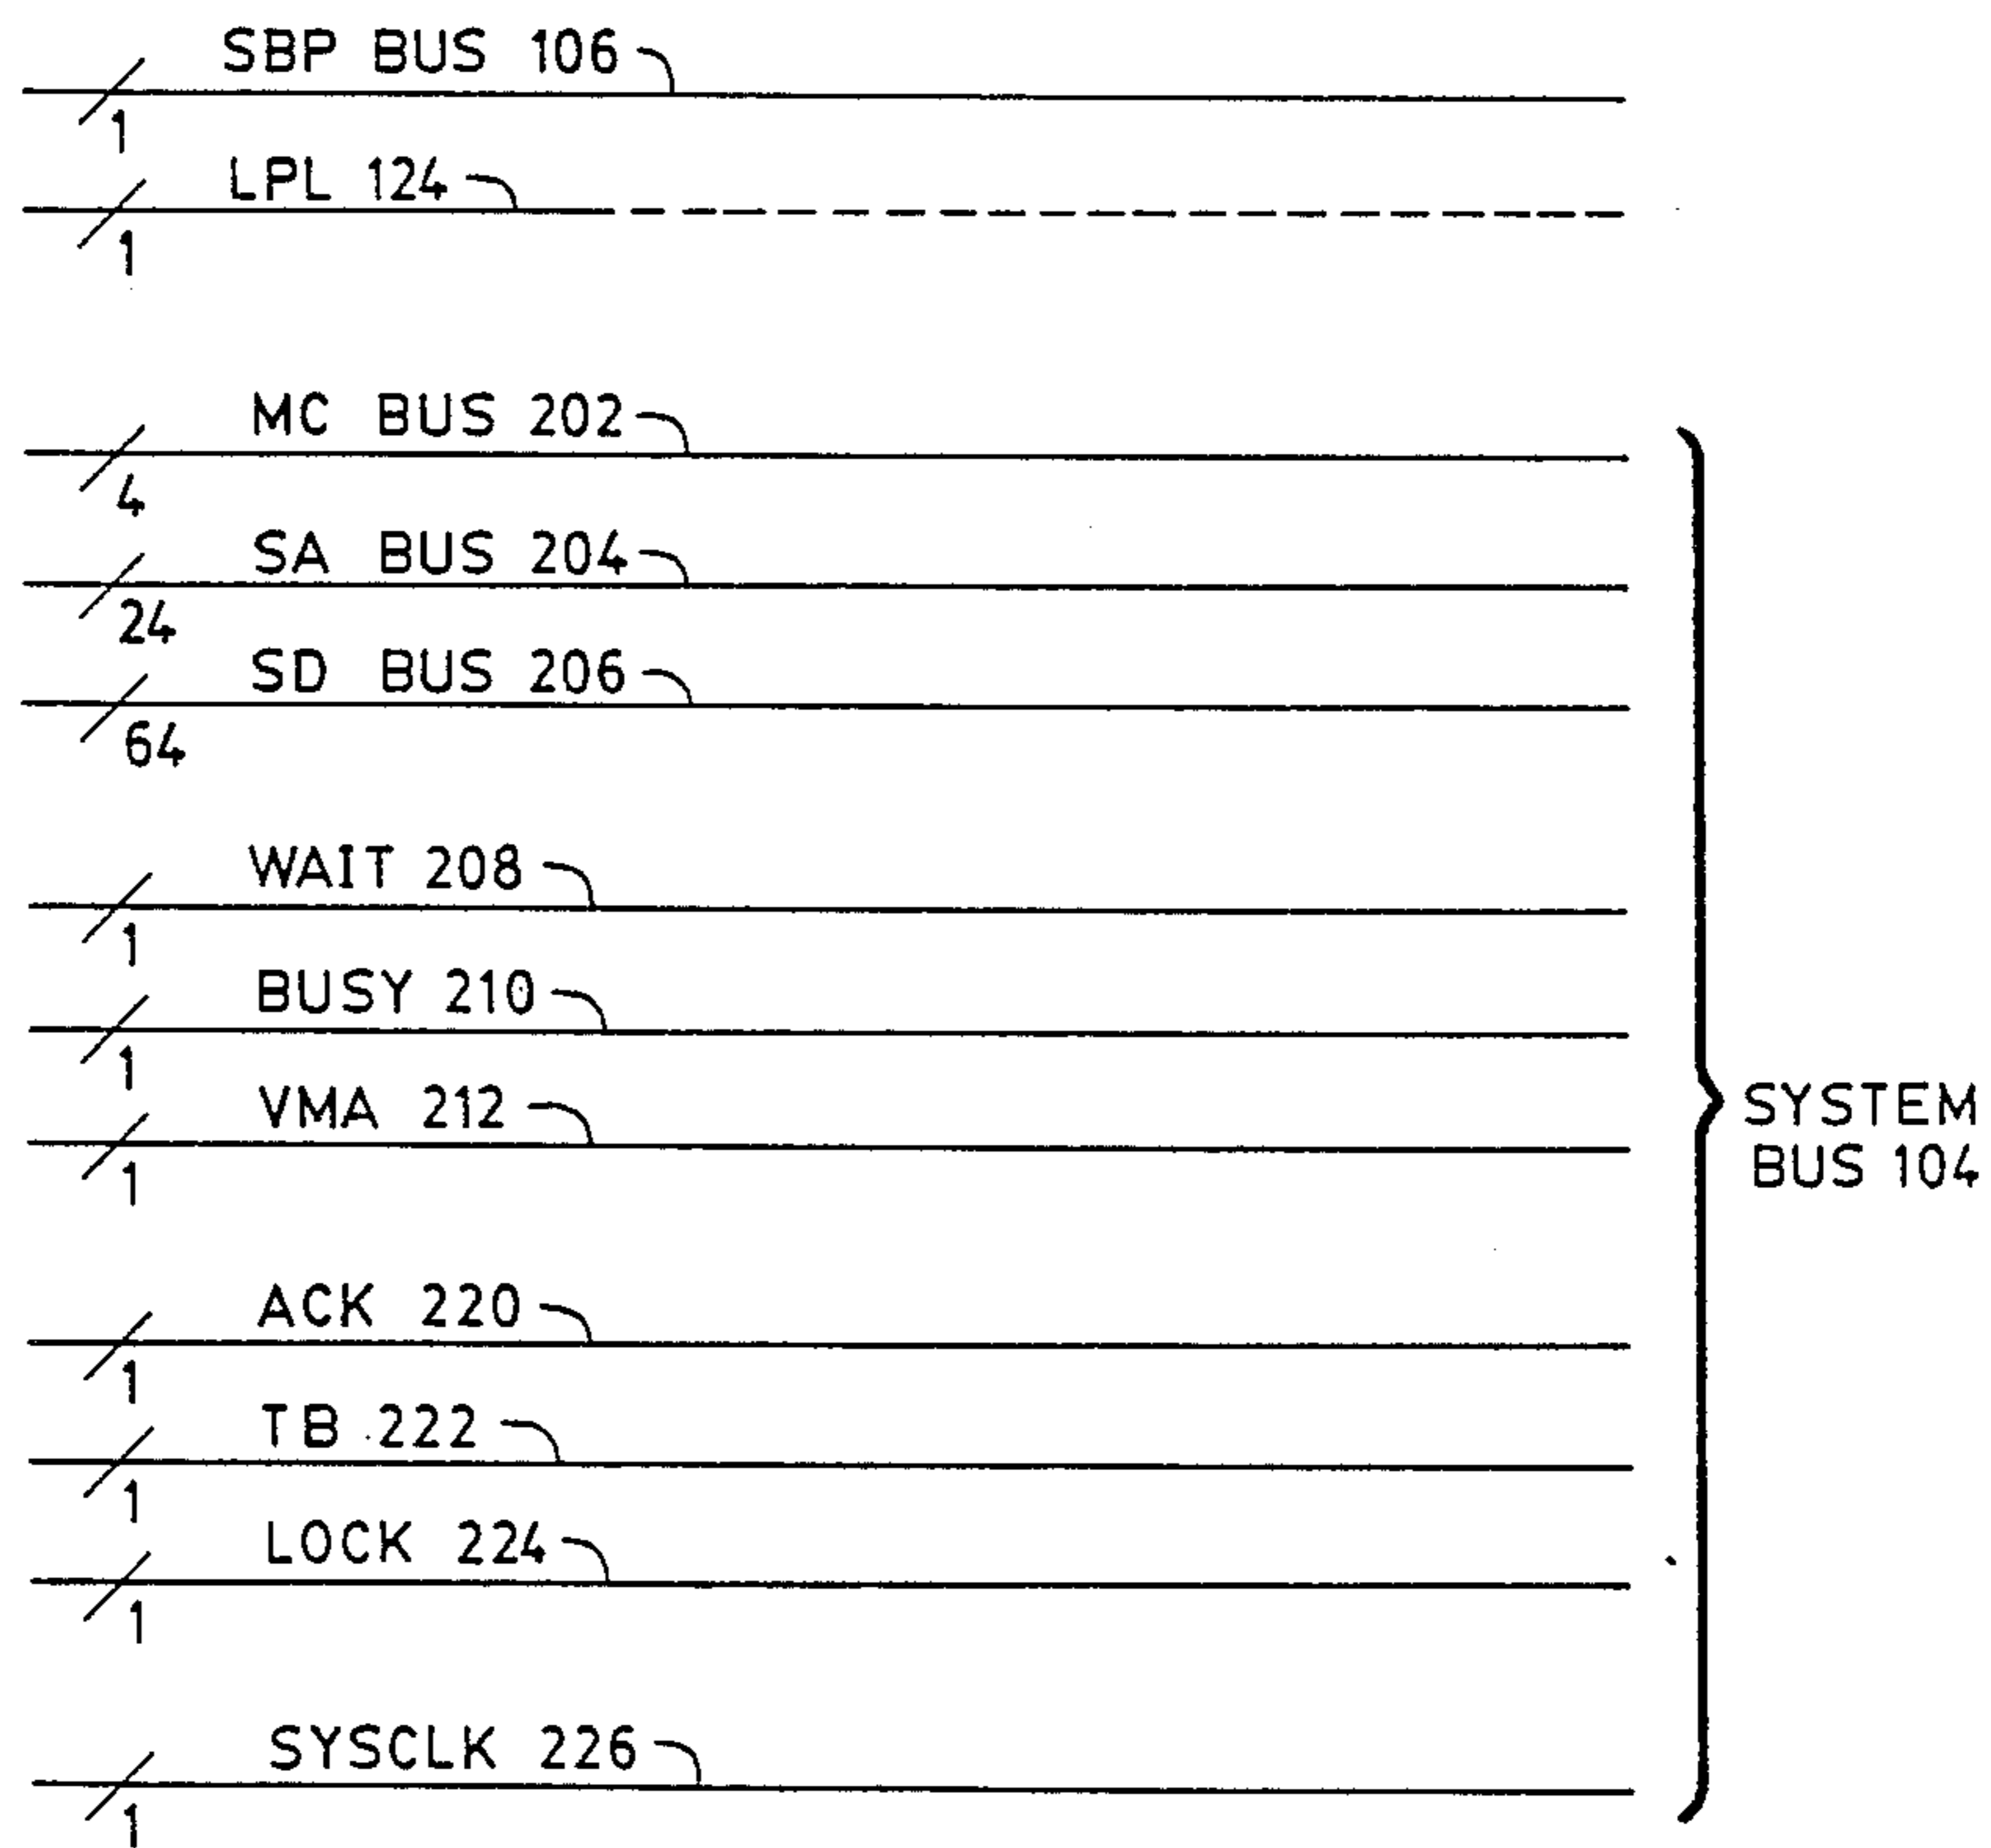 SBP BUS 106
1
LPL 124
1
MC BUS 202
4
SA BUS 204
24
SD BUS 206
64
WAIT 208
1
BUSY 210
1
VMA 212
1
SYSTEM
BUS 104
ACK 220
1
TB 222
1
LOCK 224
1
SYSCLK 226
1